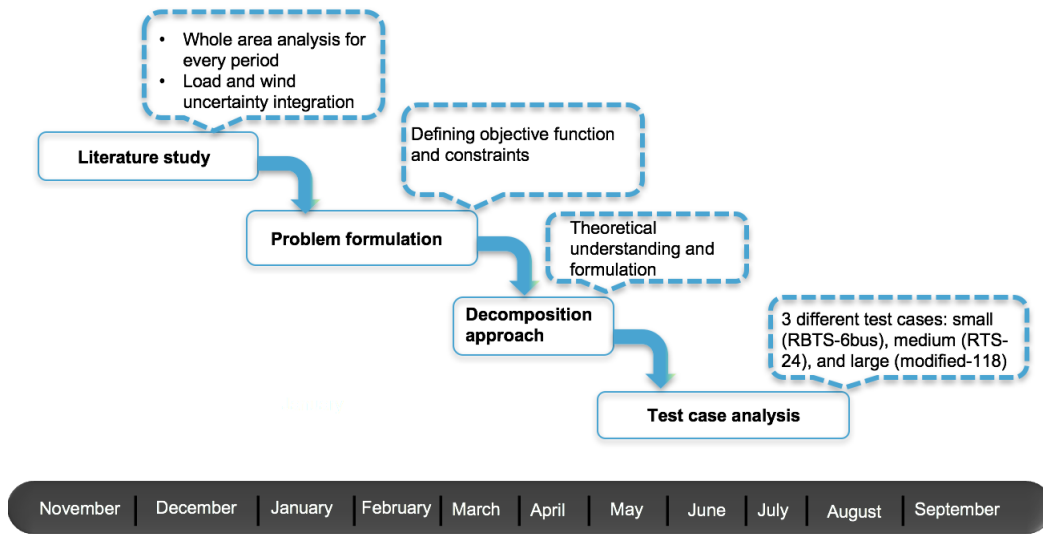 • Whole area analysis for
every period
• Load and wind
uncertainty integration
Literature study
Defining objective function
and constraints
Problem formulation
Theoretical
understanding and
formulation
Decomposition
approach
3 different test cases: small
(RBTS-6bus), medium (RTS-
24), and large (modified-118)
Test case analysis
November December January February March April May June July August September